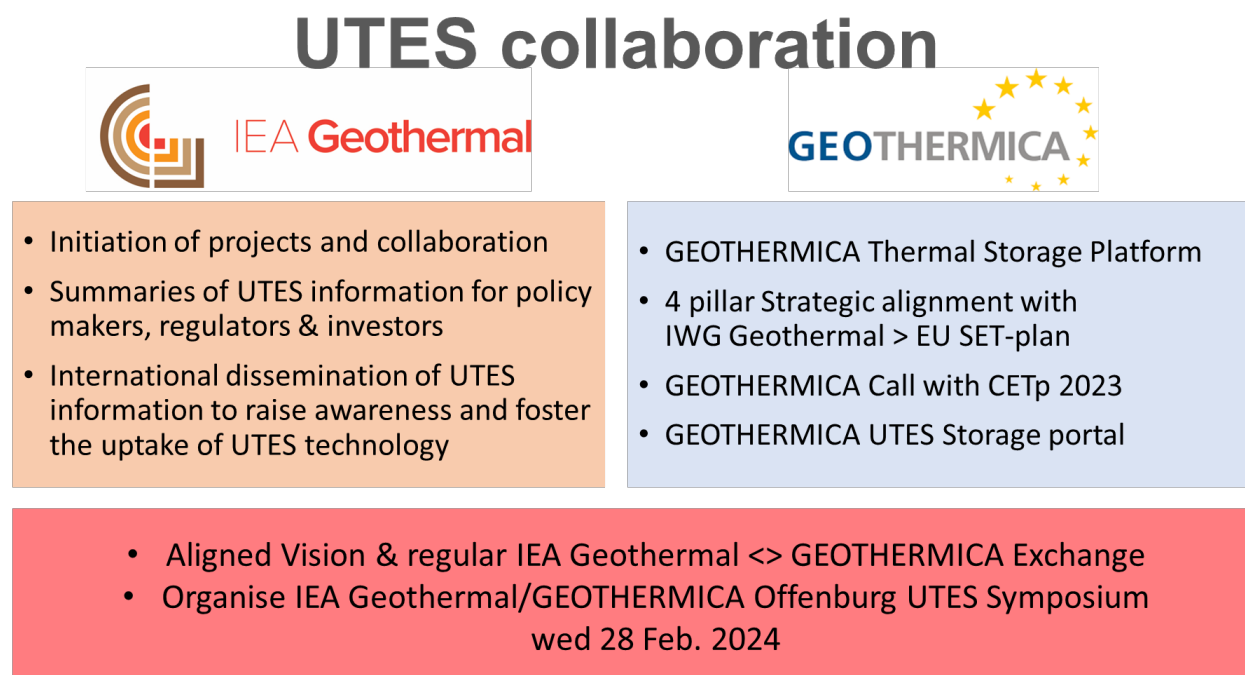 UTES collaboration
IEA Geothermal
GEOTHERMICA
• Initiation of projects and collaboration
• Summaries of UTES information for policy
makers, regulators & investors
• International dissemination of UTES
information to raise awareness and foster
the uptake of UTES technology
• GEOTHERMICA Thermal Storage Platform
• 4 pillar Strategic alignment with
IWG Geothermal > EU SET-plan
• GEOTHERMICA Call with CETp 2023
• GEOTHERMICA UTES Storage portal
• Aligned Vision & regular IEA Geothermal <> GEOTHERMICA Exchange
• Organise IEA Geothermal/GEOTHERMICA Offenburg UTES Symposium
wed 28 Feb. 2024